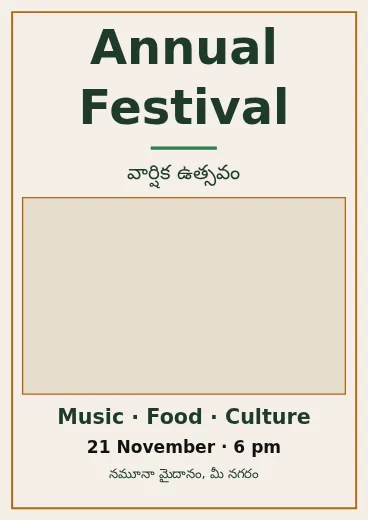 Annual
Festival
వార్షిక ఉత్సవం
Music · Food · Culture
21 November · 6 pm
నమూనా మైదానం, మీ నగరం